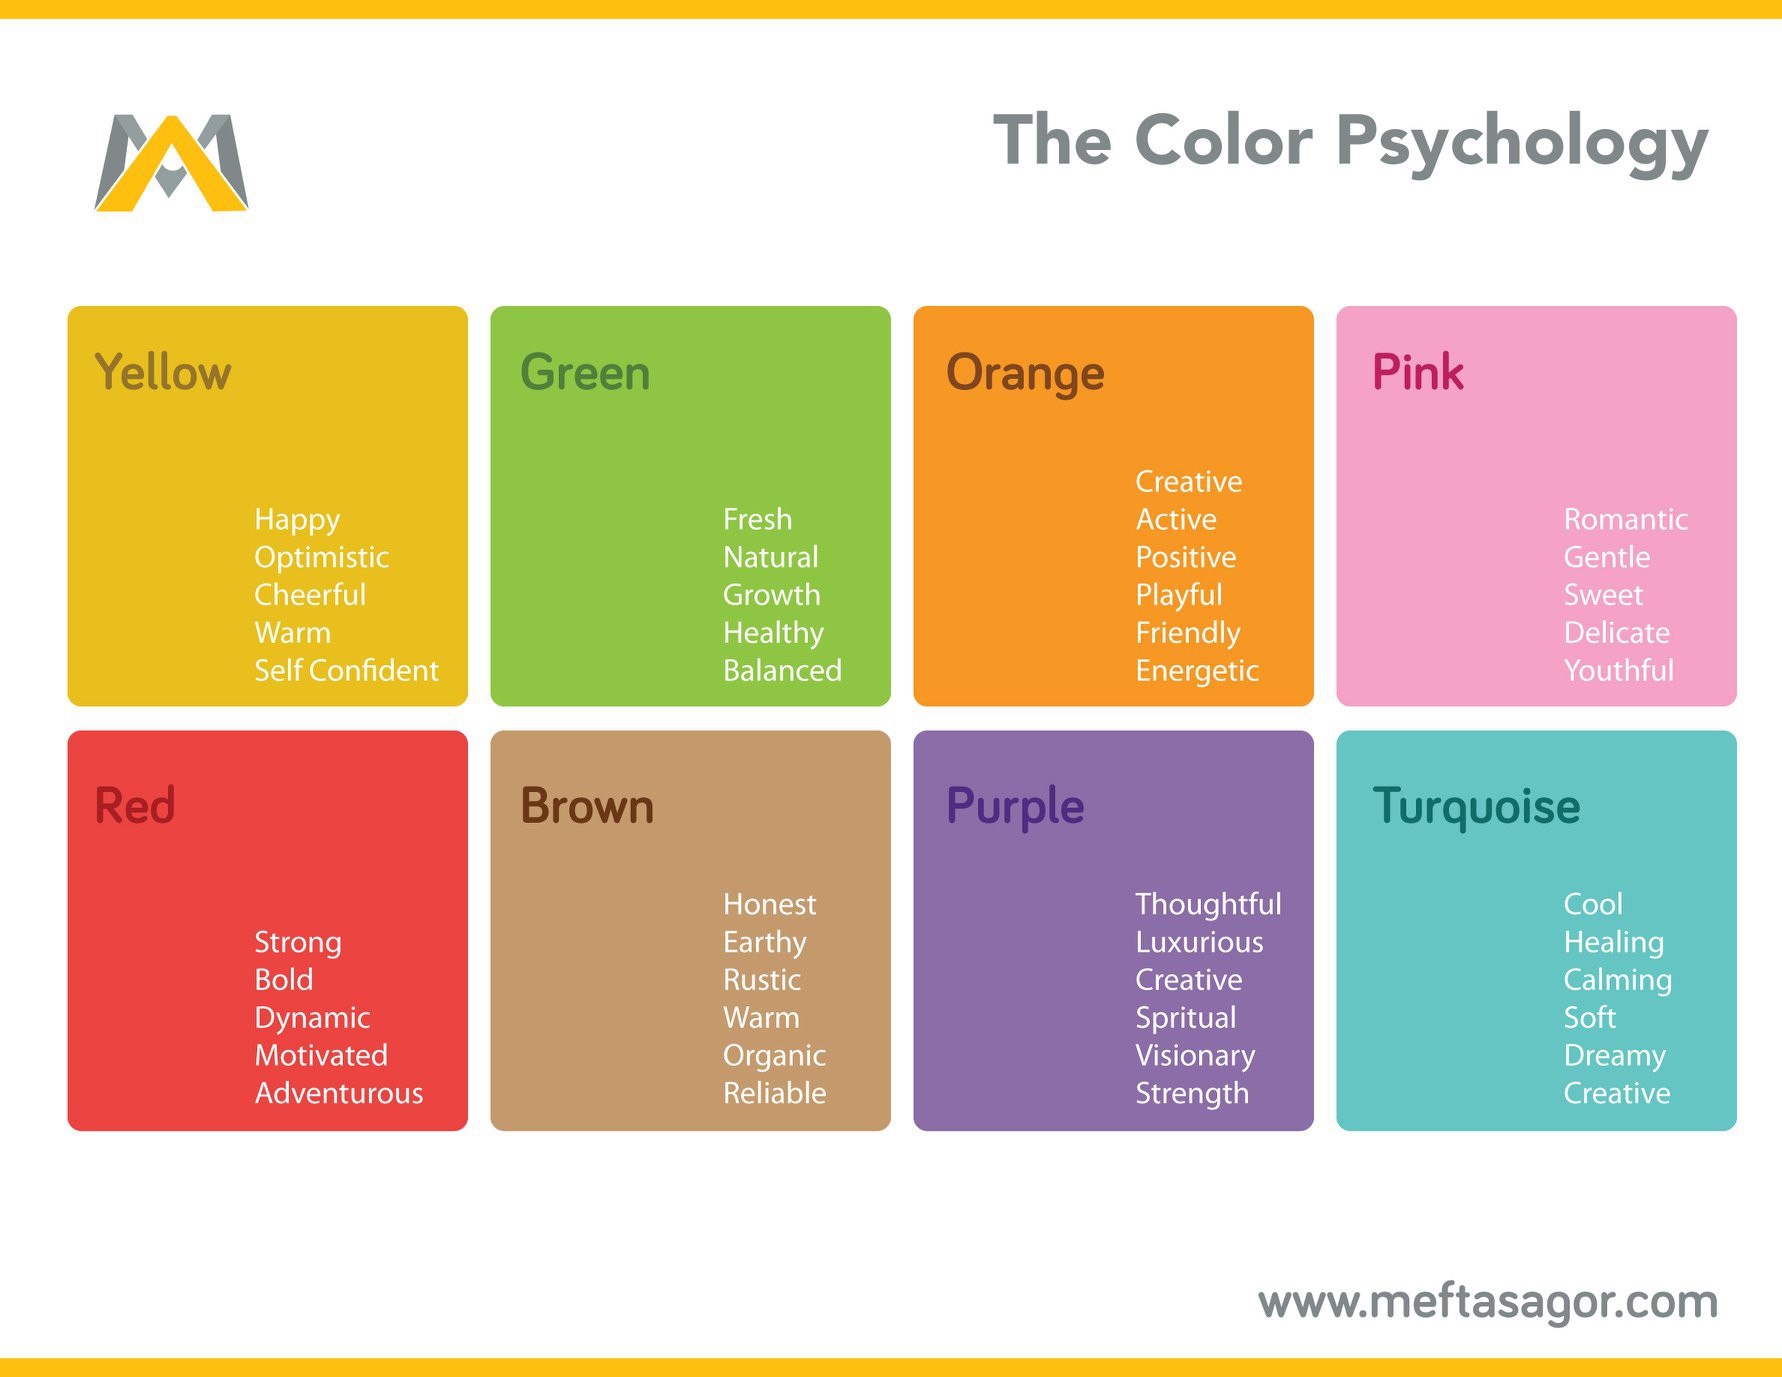 The Color Psychology
Yellow
Happy
Optimistic
Cheerful
Warm
Self Confident
Green
Fresh
Natural
Growth
Healthy
Balanced
Orange
Creative
Active
Positive
Playful
Friendly
Energetic
Pink
Romantic
Gentle
Sweet
Delicate
Youthful
Red
Strong
Bold
Dynamic
Motivated
Adventurous
Brown
Honest
Earthy
Rustic
Warm
Organic
Reliable
Purple
Thoughtful
Luxurious
Creative
Spritual
Visionary
Strength
Turquoise
Cool
Healing
Calming
Soft
Dreamy
Creative
www.meftasagor.com